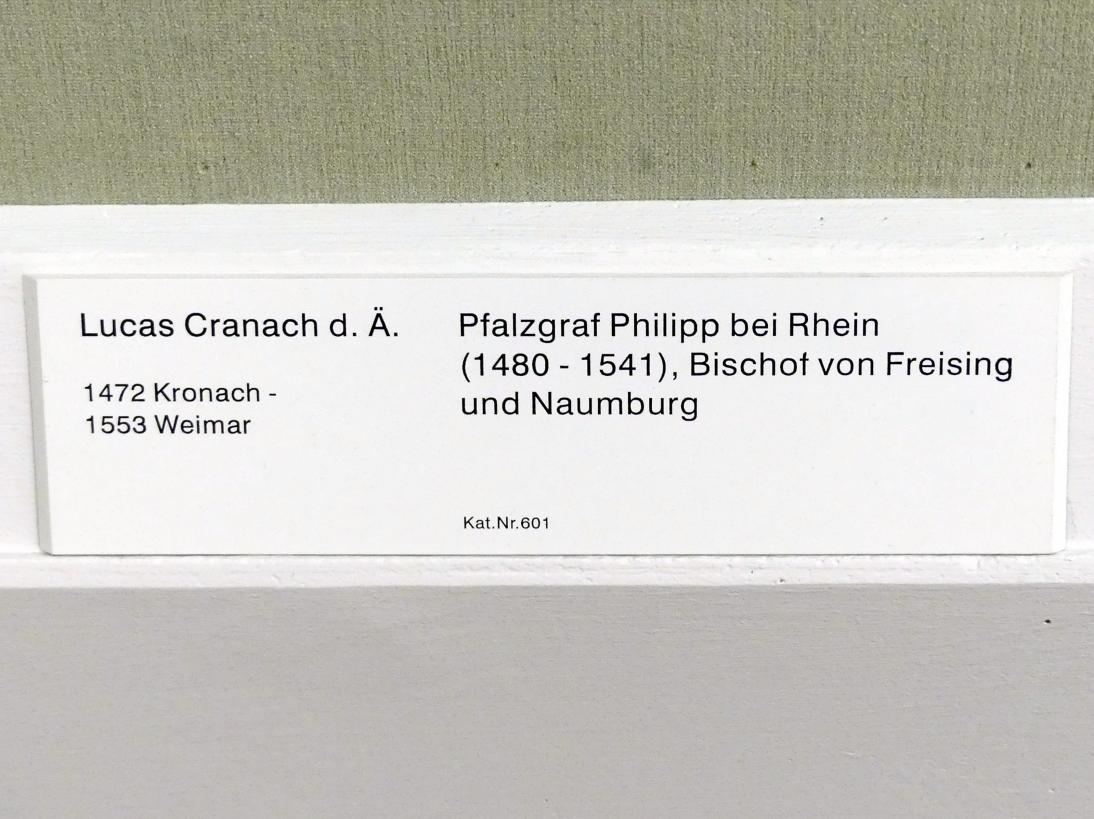 Lucas Cranach d. Ä.
1472 Kronach -
1553 Weimar
Pfalzgraf Philipp bei Rhein
(1480 - 1541), Bischof von Freising
und Naumburg
Kat.Nr.601